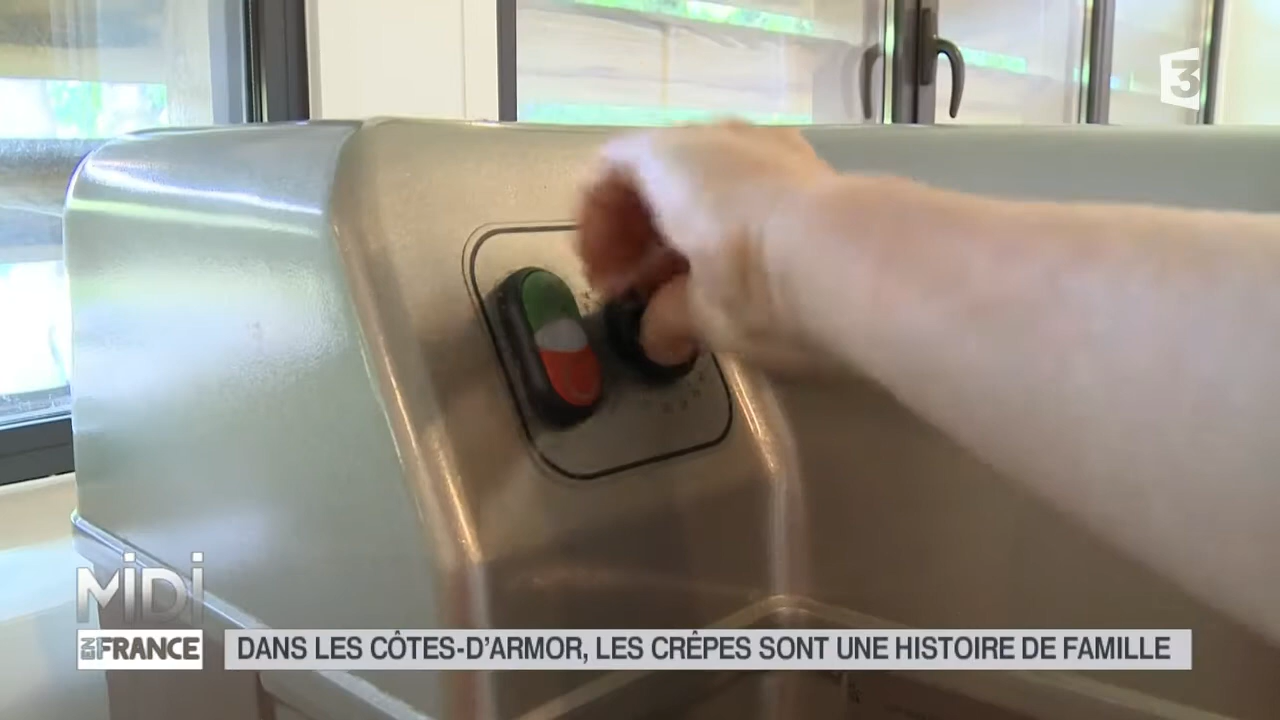 3
MiDi
EN FRANCE
DANS LES CÔTES-D'ARMOR, LES CRÊPES SONT UNE HISTOIRE DE FAMILLE